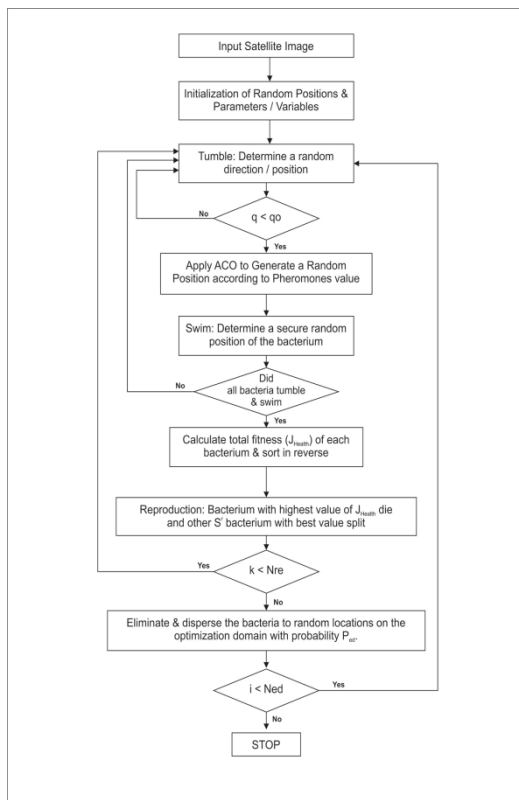 Input Satellite Image
Initialization of Random Positions &
Parameters / Variables
Tumble: Determine a random
direction / position
No
q < qo
Yes
Apply ACO to Generate a Random
Position according to Pheromones value
Swim: Determine a secure random
position of the bacterium
No
Did
all bacteria tumble
& swim
Yes
Calculate total fitness (J_Health) of each
bacterium & sort in reverse
Reproduction: Bacterium with highest value of J_Health die
and other S' bacterium with best value split
Yes
k < Nre
No
Eliminate & disperse the bacteria to random locations on the
optimization domain with probability P_ed.
i < Ned
Yes
No
STOP